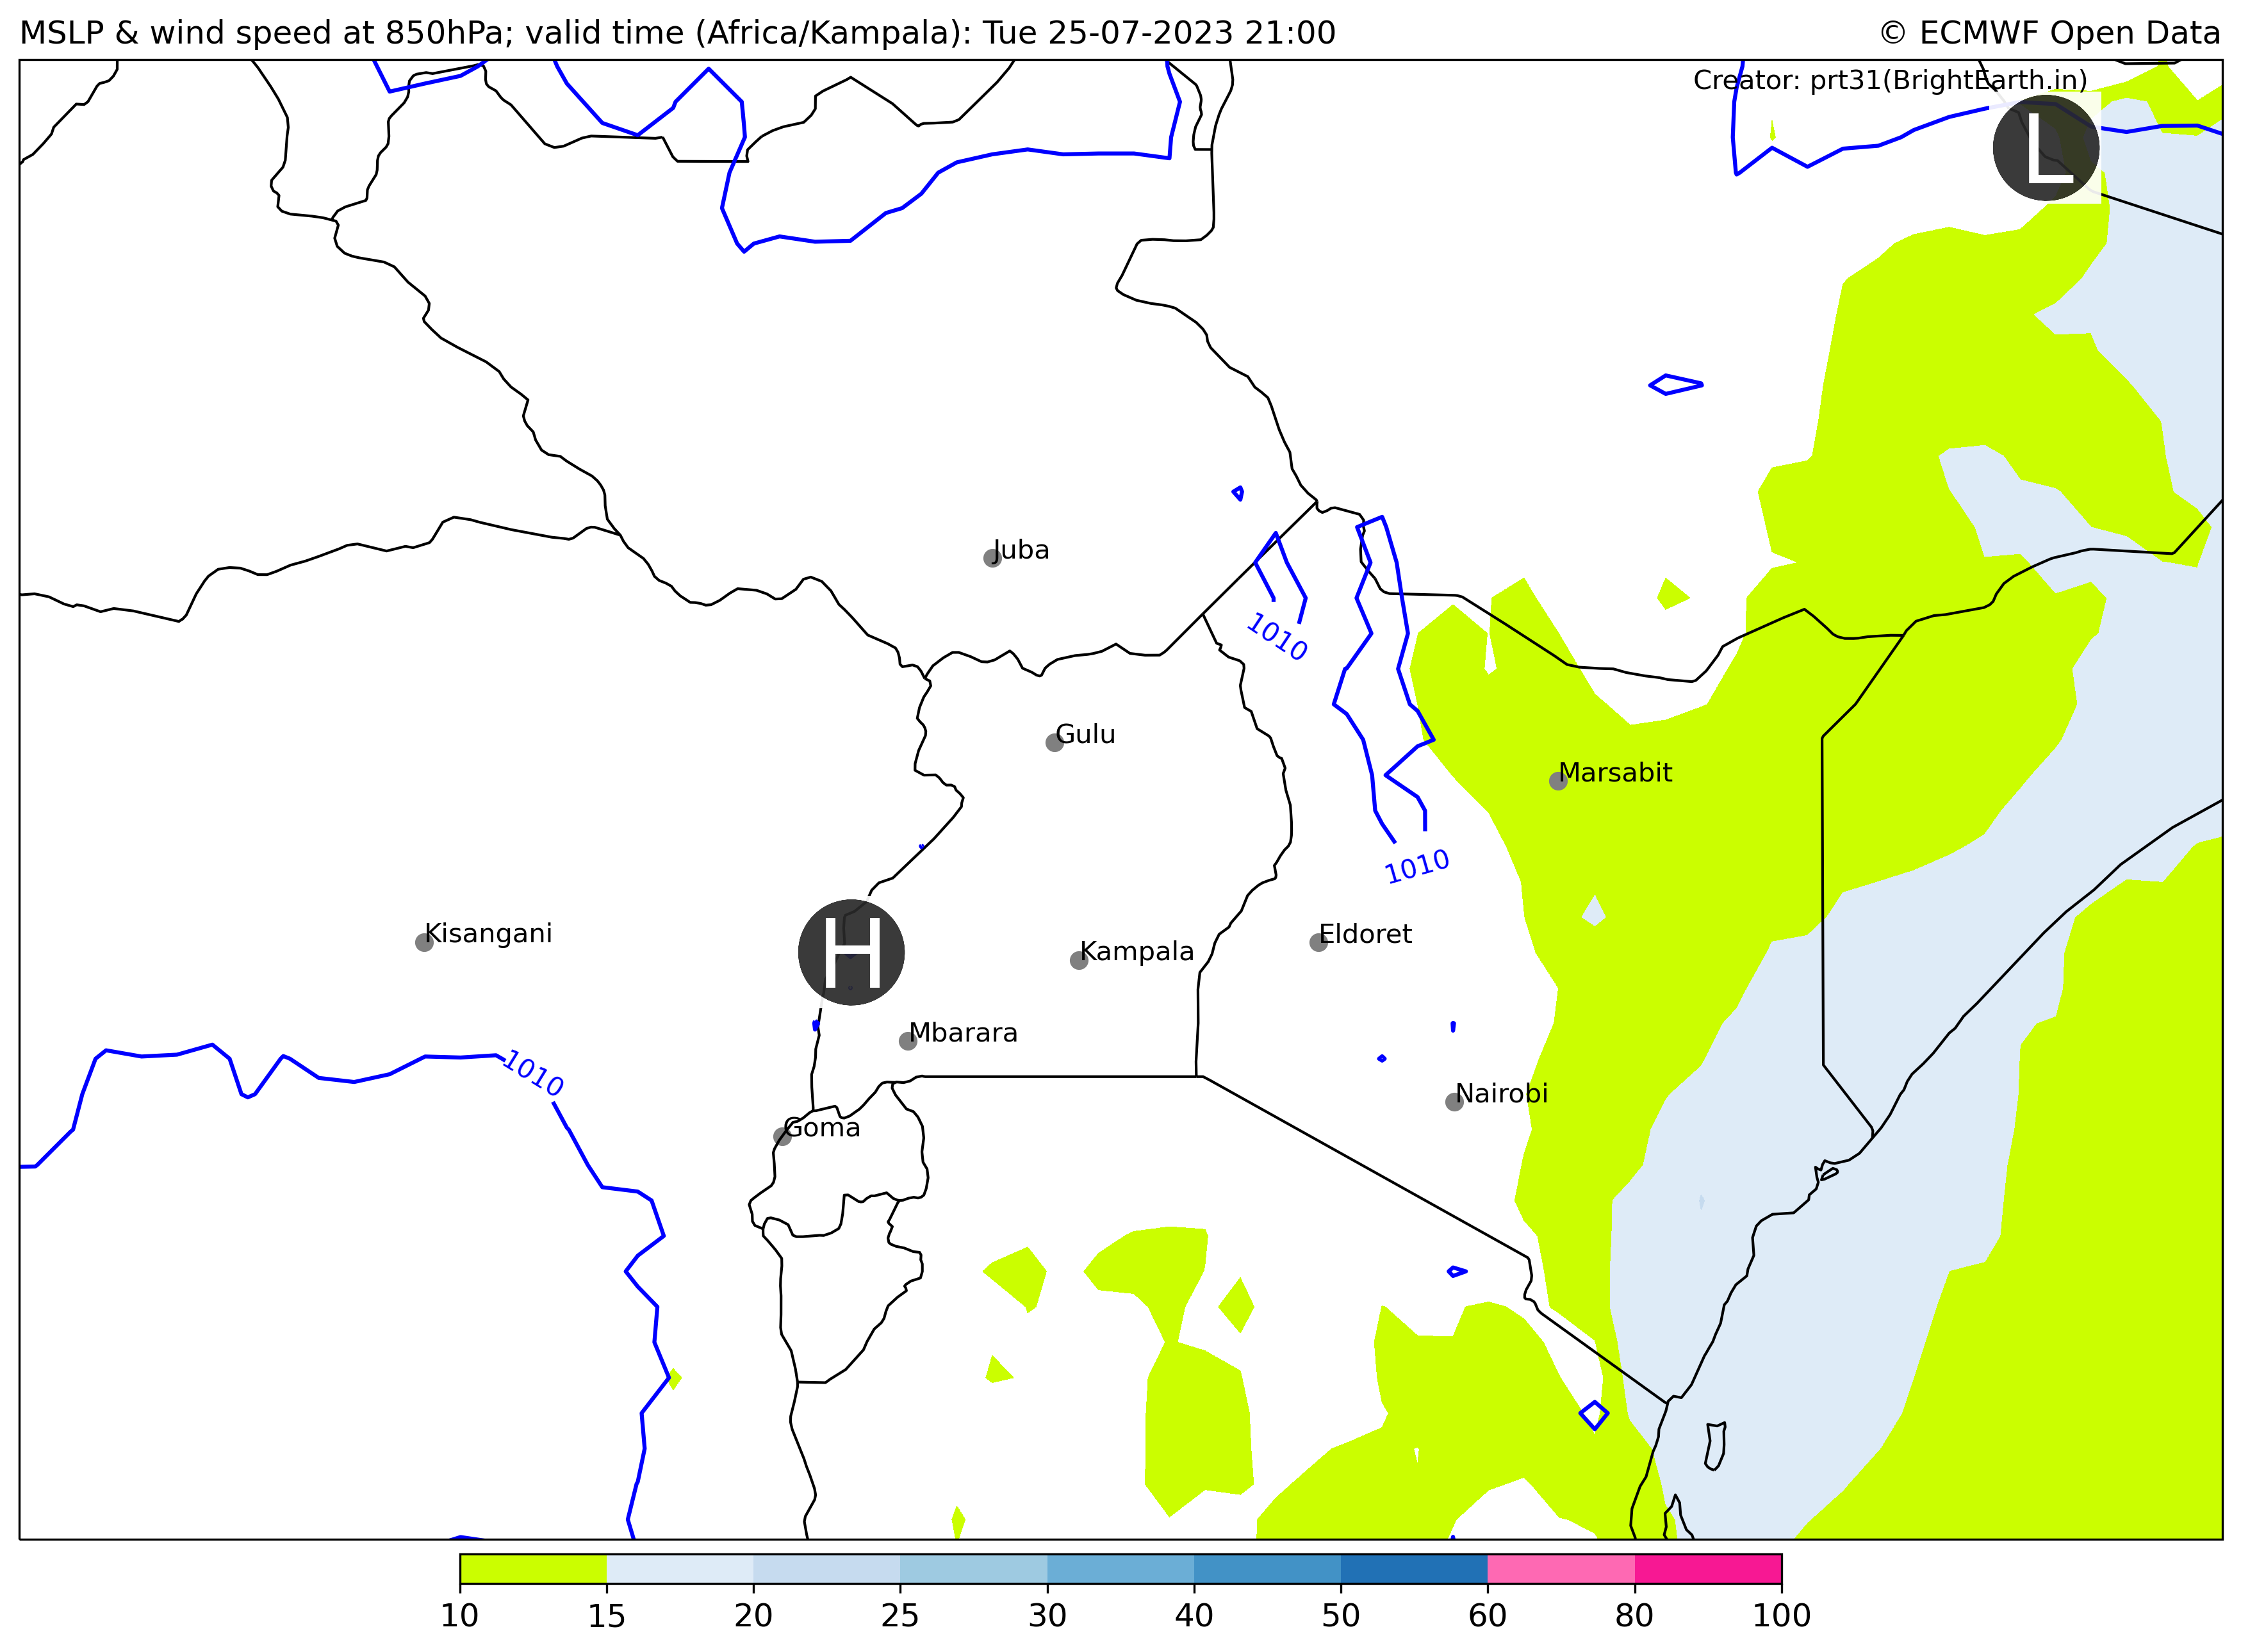 MSLP & wind speed at 850hPa; valid time (Africa/Kampala): Tue 25-07-2023 21:00
© ECMWF Open Data
Creator: prt31(BrightEarth.in)
L
Juba
1010
Gulu
Marsabit
1010
Kisangani
H
Kampala
Eldoret
Mbarara
1010
Nairobi
Goma
10 15 20 25 30 40 50 60 80 100